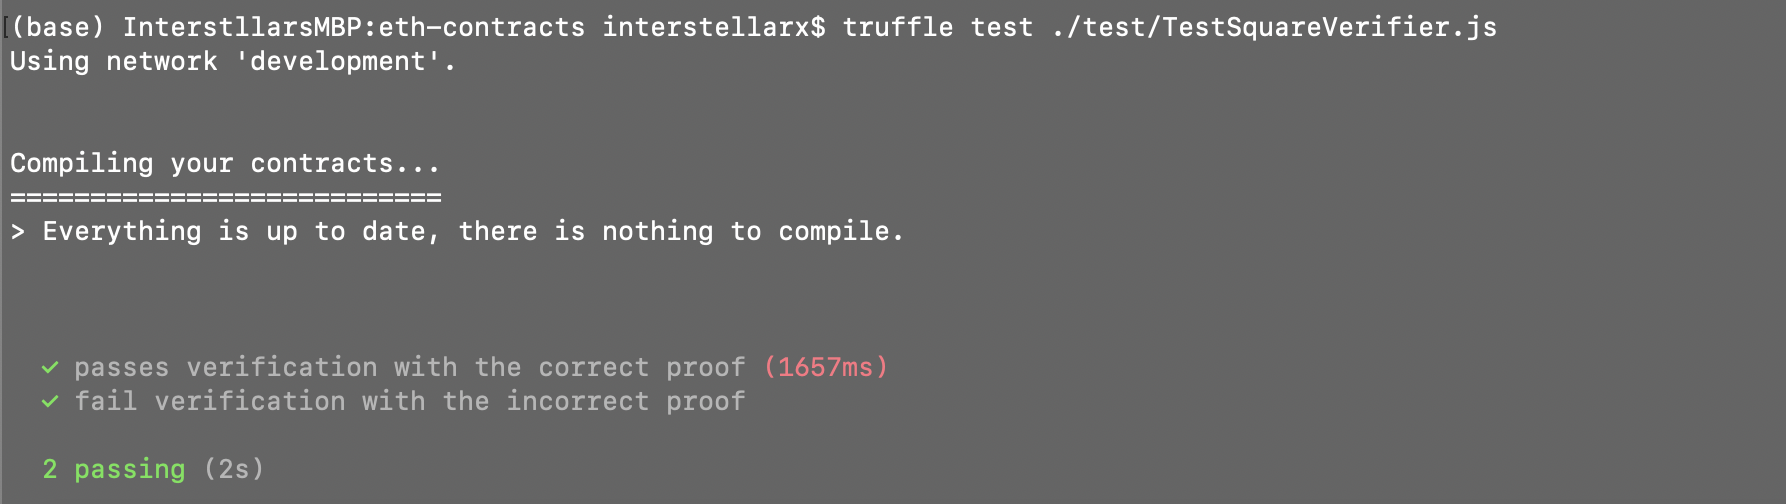 [(base) InterstllarsMBP:eth-contracts interstellarx$ truffle test ./test/TestSquareVerifier.js
Using network 'development'.
Compiling your contracts...
===========================
> Everything is up to date, there is nothing to compile.
✓ passes verification with the correct proof (1657ms)
✓ fail verification with the incorrect proof
2 passing (2s)